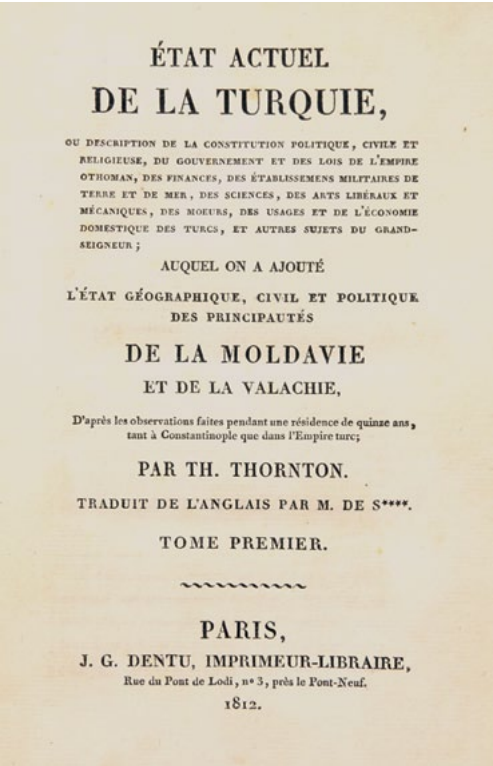 ÉTAT ACTUEL
DE LA TURQUIE,
OU DESCRIPTION DE LA CONSTITUTION POLITIQUE, CIVILE ET
RELIGIEUSE, DU GOUVERNEMENT ET DES LOIS DE L'EMPIRE
OTHOMAN, DES FINANCES, DES ÉTABLISSEMENS MILITAIRES DE
TERRE ET DE MER, DES SCIENCES, DES ARTS LIBÉRAUX ET
MÉCANIQUES, DES MOEURS, DES USAGES ET DE L'ÉCONOMIE
DOMESTIQUE DES TURCS, ET AUTRES SUJETS DU GRAND-
SEIGNEUR;
AUQUEL ON A AJOUTÉ
L'ÉTAT GÉOGRAPHIQUE, CIVIL ET POLITIQUE
DES PRINCIPAUTÉS
DE LA MOLDAVIE
ET DE LA VALACHIE,
D'après les observations faites pendant une résidence de quinze ans,
tant à Constantinople que dans l'Empire turc;
PAR TH. THORNTON.
TRADUIT DE L'ANGLAIS PAR M. DE S****.
TOME PREMIER.
PARIS,
J. G. DENTU, IMPRIMEUR-LIBRAIRE,
Rue du Pont de Lodi, nº 3, près le Pont-Neuf.
1812.